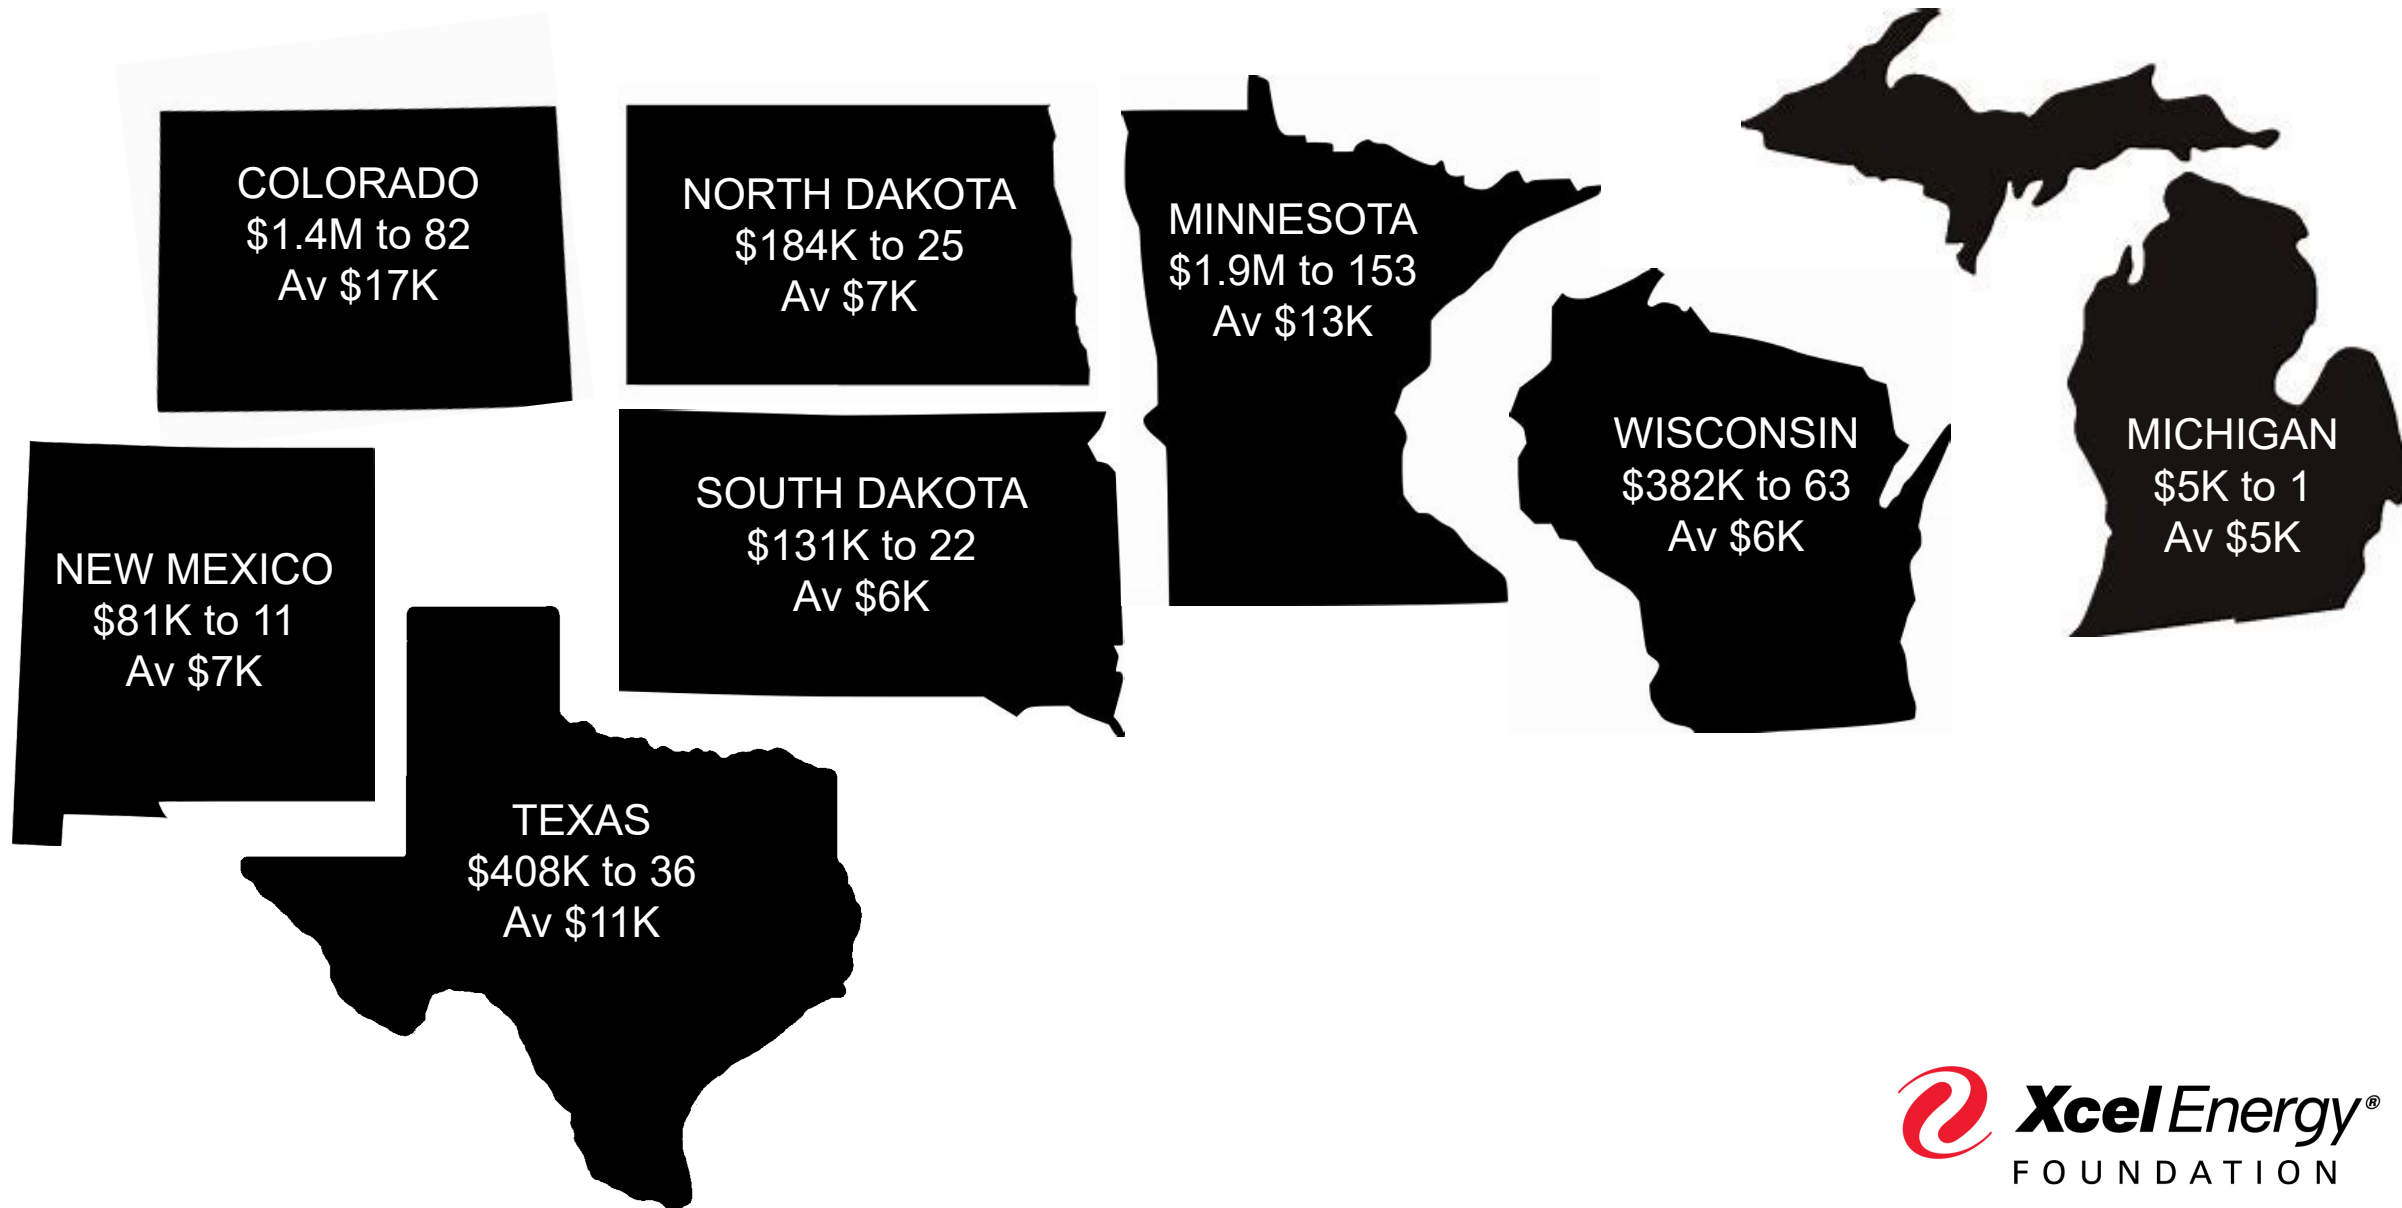 COLORADO
$1.4M to 82
Av $17K
NORTH DAKOTA
$184K to 25
Av $7K
MINNESOTA
$1.9M to 153
Av $13K
WISCONSIN
$382K to 63
Av $6K
MICHIGAN
$5K to 1
Av $5K
NEW MEXICO
$81K to 11
Av $7K
SOUTH DAKOTA
$131K to 22
Av $6K
TEXAS
$408K to 36
Av $11K
Xcel Energy®
FOUNDATION